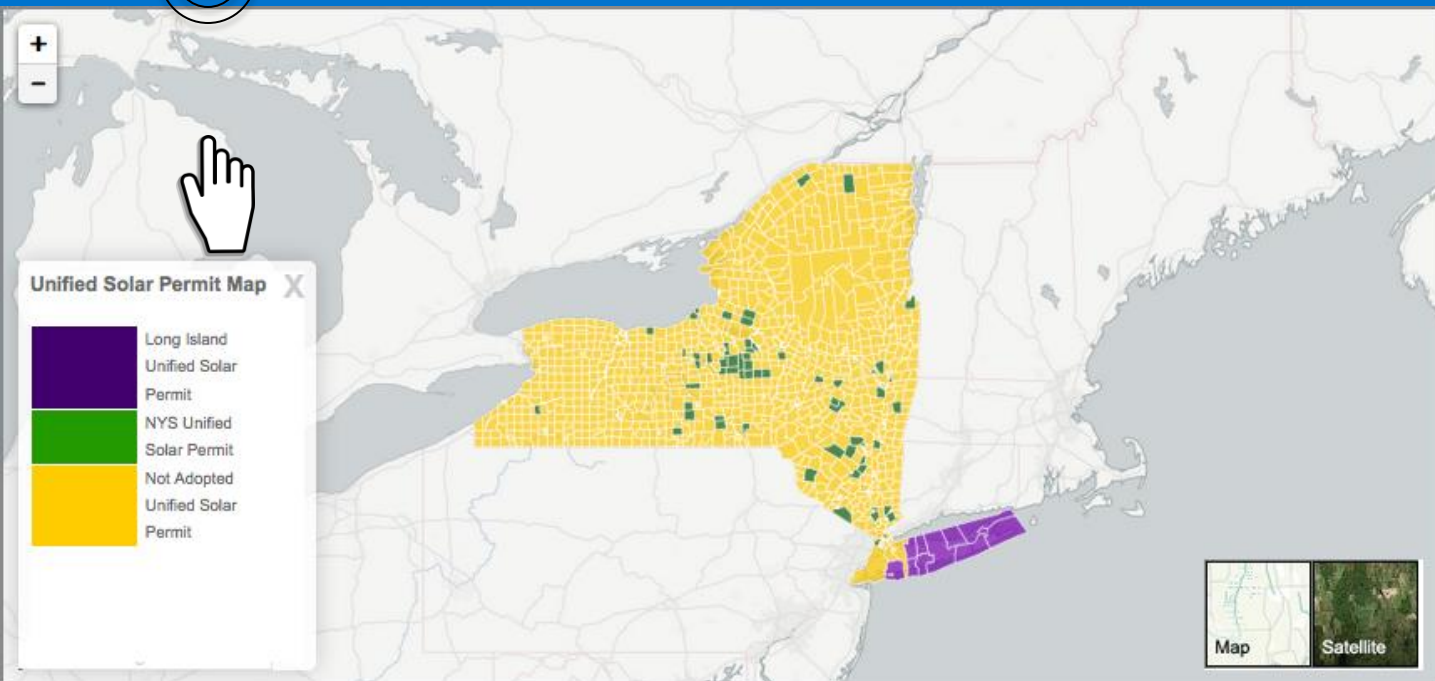 +
−
Unified Solar Permit Map X
Long Island
Unified Solar
Permit
NYS Unified
Solar Permit
Not Adopted
Unified Solar
Permit
Map
Satellite